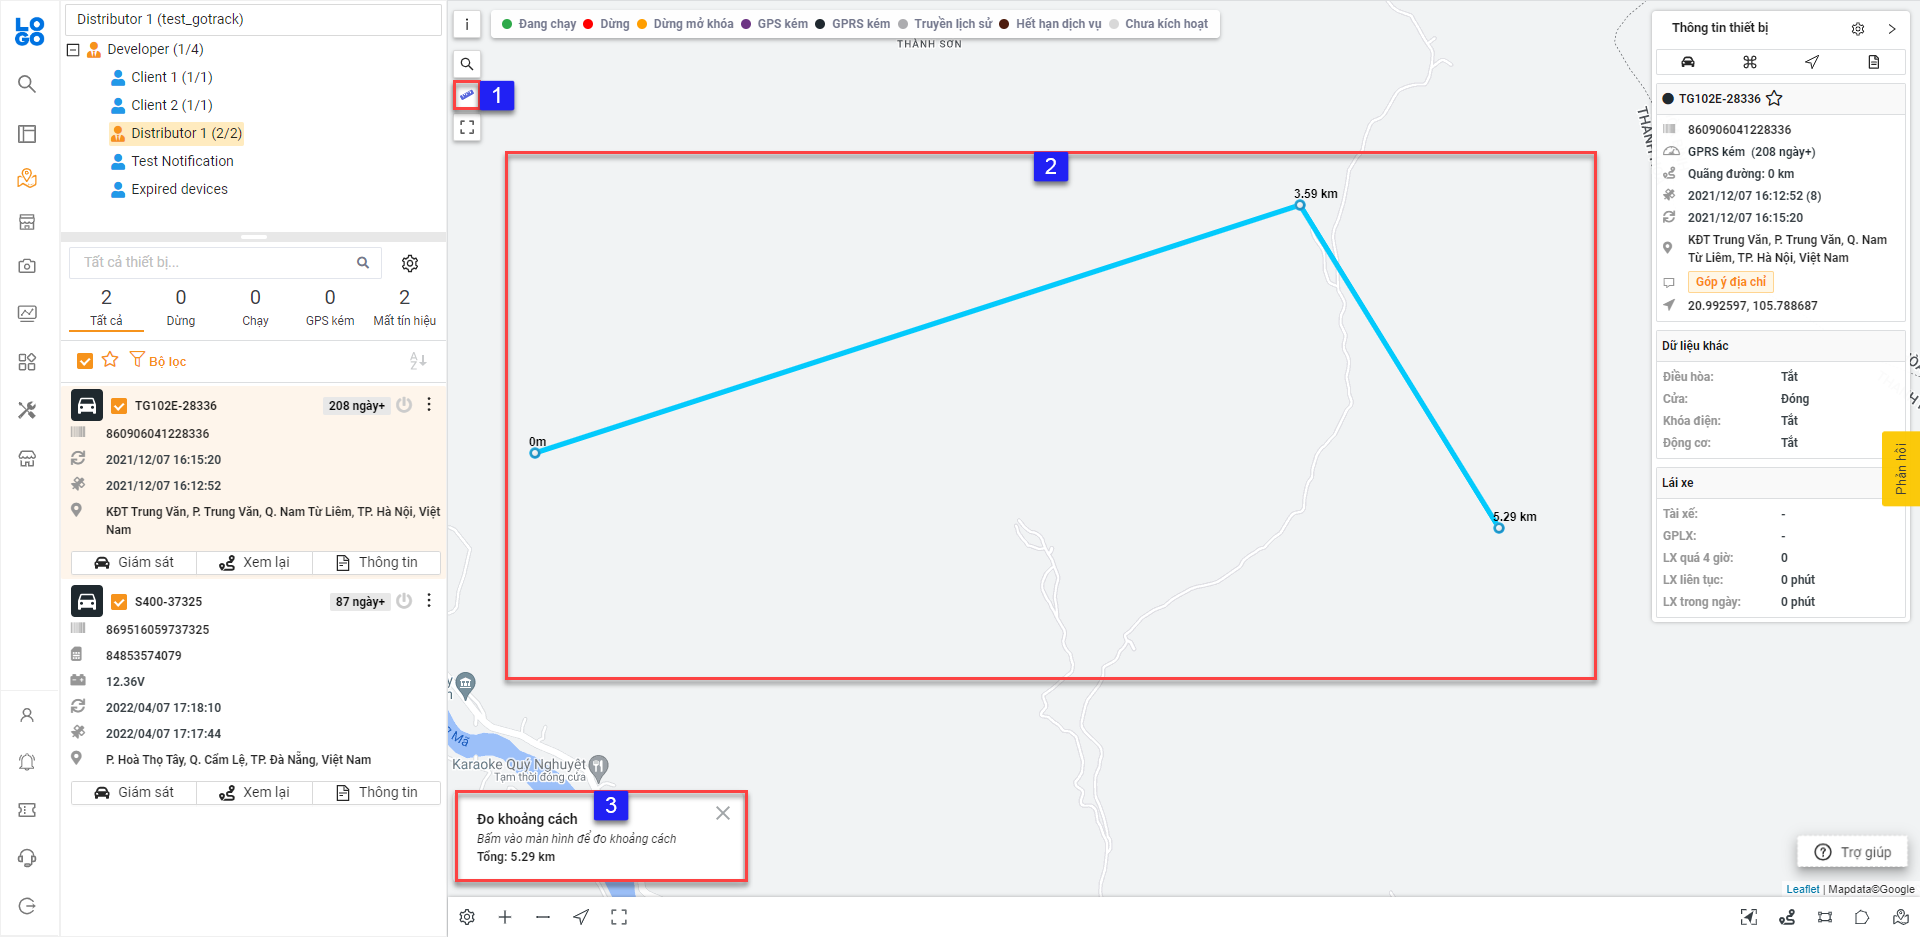 LO
GO
Distributor 1 (test_gotrack)
Developer (1/4)
Client 1 (1/1)
Client 2 (1/1)
Distributor 1 (2/2)
Test Notification
Expired devices
Tất cả thiết bị...
2
0
0
0
2
Tất cả
Dừng
Chạy
GPS kém
Mất tín hiệu
Bộ lọc
TG102E-28336
208 ngày+
860906041228336
2021/12/07 16:15:20
2021/12/07 16:12:52
KĐT Trung Văn, P. Trung Văn, Q. Nam Từ Liêm, TP. Hà Nội, Việt
Nam
Giám sát
Xem lại
Thông tin
S400-37325
87 ngày+
869516059737325
84853574079
12.36V
2022/04/07 17:18:10
2022/04/07 17:17:44
P. Hoà Thọ Tây, Q. Cẩm Lệ, TP. Đà Nẵng, Việt Nam
Giám sát
Xem lại
Thông tin
i
Đang chạy
Dừng
Dừng mở khóa
GPS kém
GPRS kém
Truyền lịch sử
Hết hạn dịch vụ
Chưa kích hoạt
THÀNH SƠN
1
2
3.59 km
0m
5.29 km
Mã
Karaoke Quý Nghuyệt
Tạm thời đóng cửa
3
Đo khoảng cách
Bấm vào màn hình để đo khoảng cách
Tổng: 5.29 km
Thông tin thiết bị
TG102E-28336
860906041228336
GPRS kém (208 ngày+)
Quãng đường: 0 km
2021/12/07 16:12:52 (8)
2021/12/07 16:15:20
KĐT Trung Văn, P. Trung Văn, Q. Nam
Từ Liêm, TP. Hà Nội, Việt Nam
Góp ý địa chỉ
20.992597, 105.788687
Dữ liệu khác
Điều hòa: Tắt
Cửa: Đóng
Khóa điện: Tắt
Động cơ: Tắt
Lái xe
Tài xế: -
GPLX: -
LX quá 4 giờ: 0
LX liên tục: 0 phút
LX trong ngày: 0 phút
Phản hồi
Trợ giúp
Leaflet | Mapdata©Google